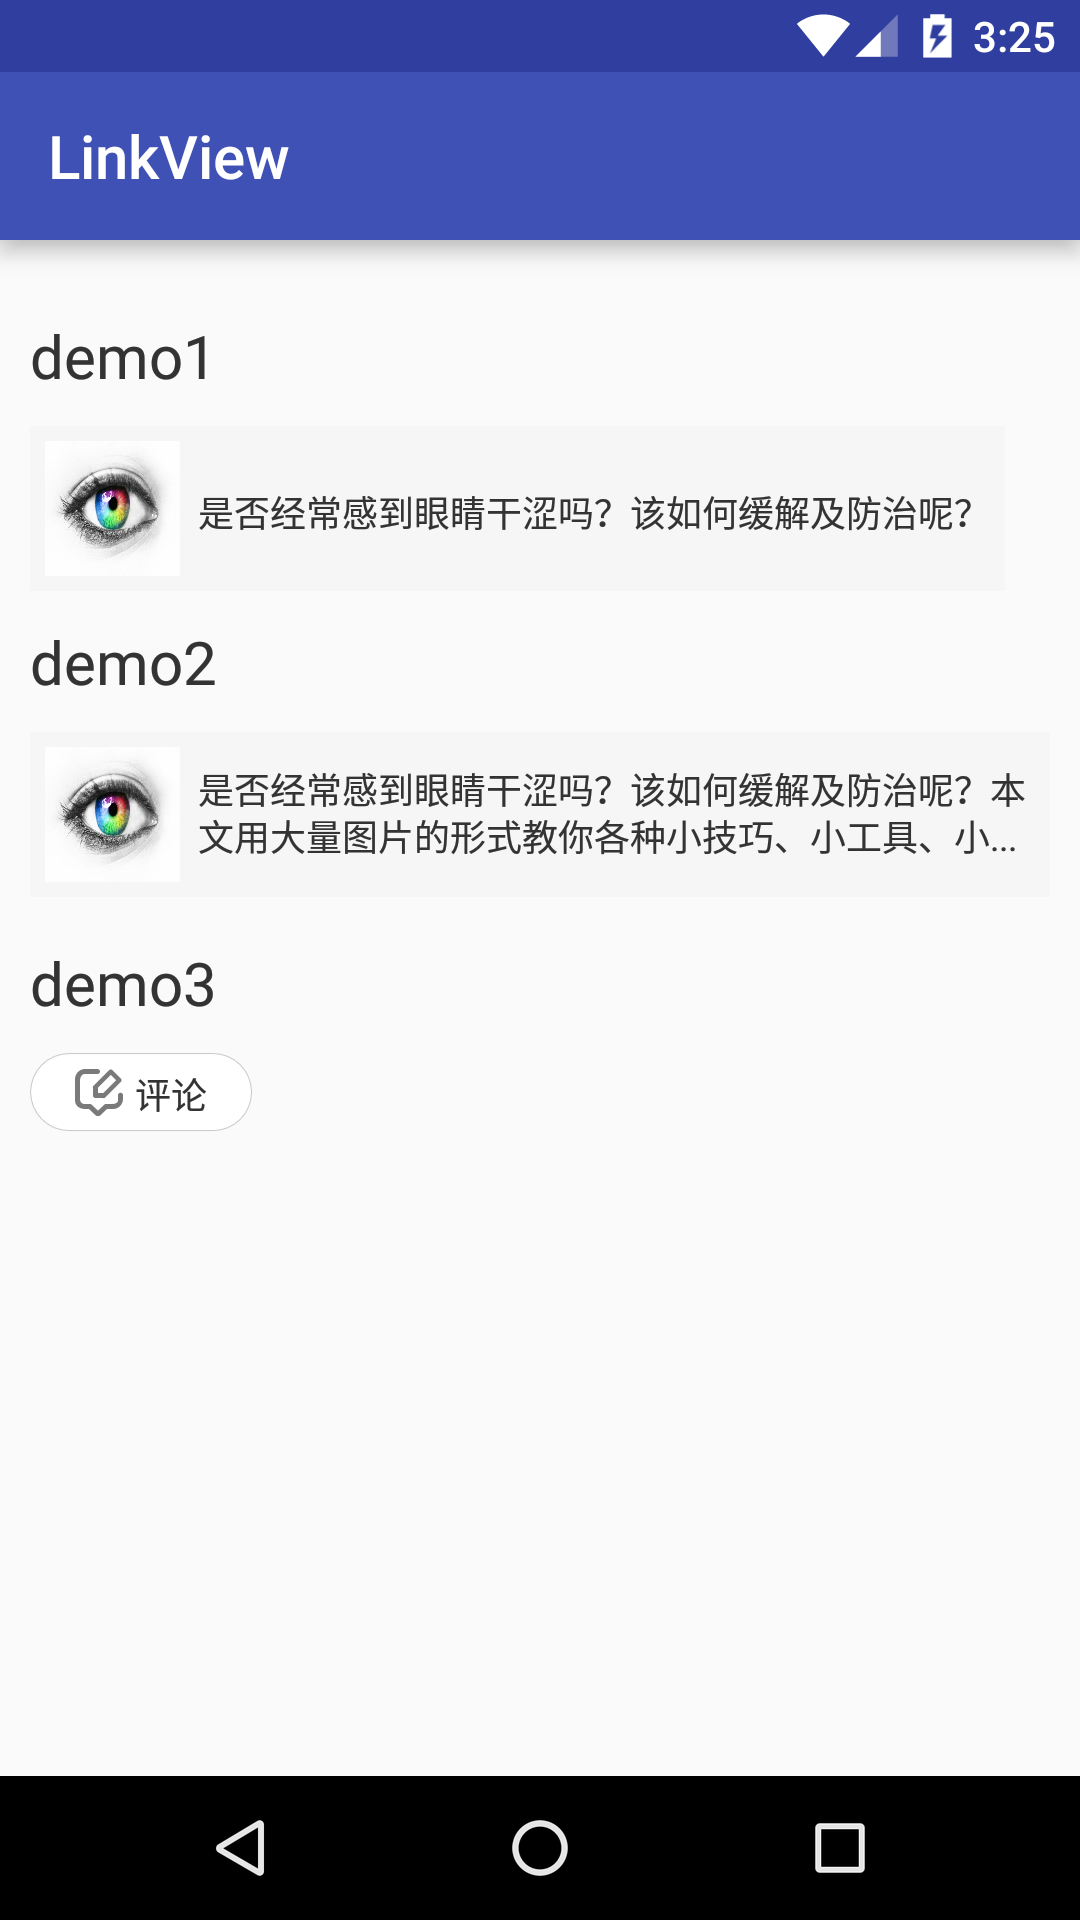 3:25
LinkView
demo1
是否经常感到眼睛干涩吗？该如何缓解及防治呢？
demo2
是否经常感到眼睛干涩吗？该如何缓解及防治呢？本
文用大量图片的形式教你各种小技巧、小工具、小...
demo3
评论